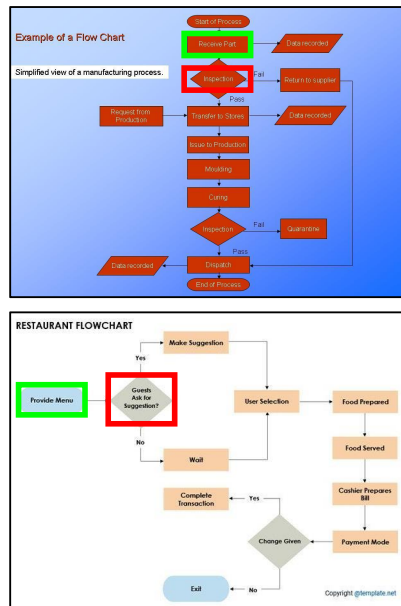 Start of Process
Example of a Flow Chart
Receive Part
Data recorded
Simplified view of a manufacturing process.
Inspection
Fail
Return to supplier
Pass
Request from
Production
Transfer to Stores
Data recorded
Issue to Production
Moulding
Curing
Inspection
Fail
Quarantine
Pass
Data recorded
Dispatch
End of Process
RESTAURANT FLOWCHART
Make Suggestion
Yes
Provide Menu
Guests
Ask for
Suggestion?
User Selection
Food Prepared
No
Wait
Food Served
Complete
Transaction
Yes
Cashier Prepares
Bill
Change Given
Payment Mode
Exit
No
Copyright @template.net